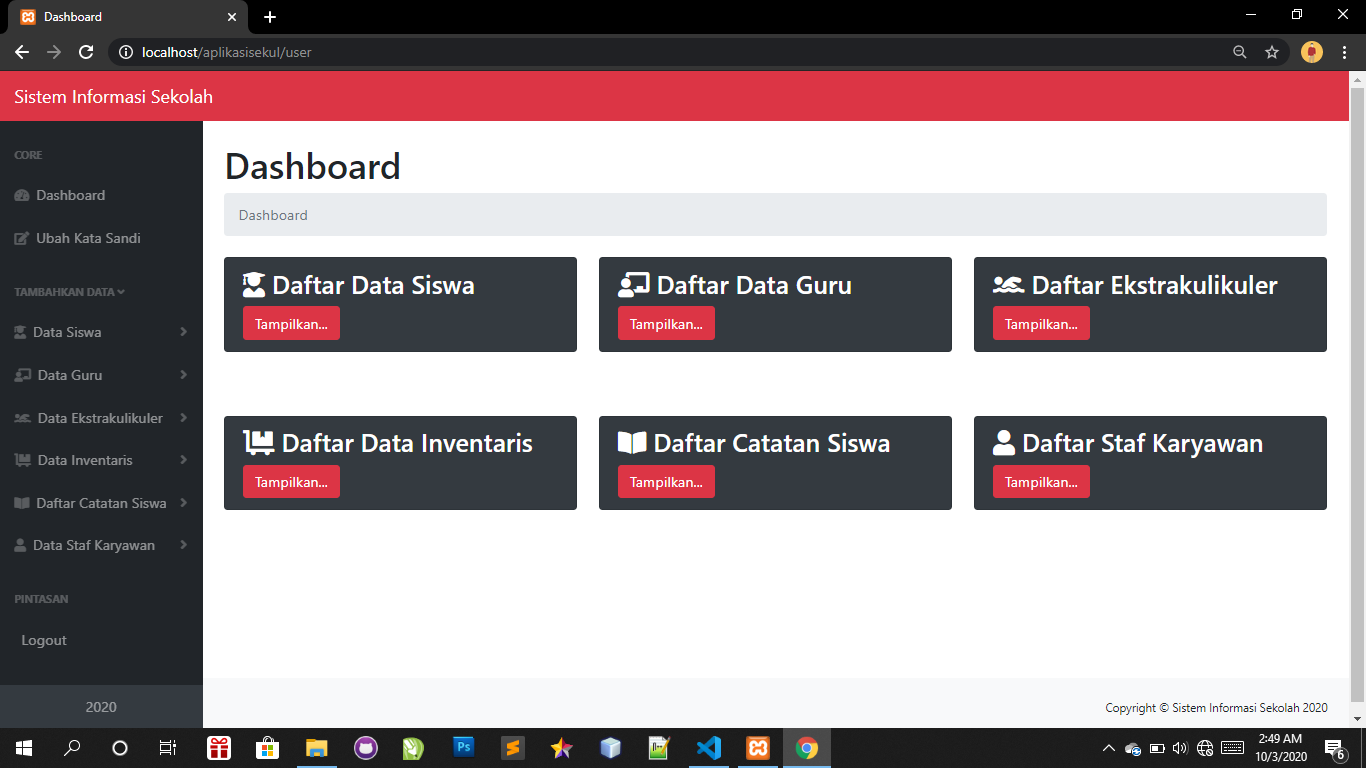 Dashboard
localhost/aplikasisekul/user
Sistem Informasi Sekolah
CORE
Dashboard
Ubah Kata Sandi
TAMBAHKAN DATA
Data Siswa
Data Guru
Data Ekstrakulikuler
Data Inventaris
Daftar Catatan Siswa
Data Staf Karyawan
PINTASAN
Logout
2020
Dashboard
Dashboard
Daftar Data Siswa
Tampilkan...
Daftar Data Guru
Tampilkan...
Daftar Ekstrakulikuler
Tampilkan...
Daftar Data Inventaris
Tampilkan...
Daftar Catatan Siswa
Tampilkan...
Daftar Staf Karyawan
Tampilkan...
Copyright © Sistem Informasi Sekolah 2020
Ps
2:49 AM
10/3/2020
6